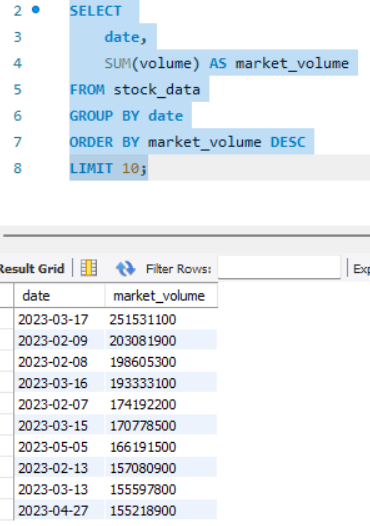 2 SELECT
3 date,
4 SUM(volume) AS market_volume
5 FROM stock_data
6 GROUP BY date
7 ORDER BY market_volume DESC
8 LIMIT 10;
Result Grid Filter Rows: Exp
date market_volume
2023-03-17 251531100
2023-02-09 203081900
2023-02-08 198605300
2023-03-16 193333100
2023-02-07 174192200
2023-03-15 170778500
2023-05-05 166191500
2023-02-13 157080900
2023-03-13 155597800
2023-04-27 155218900